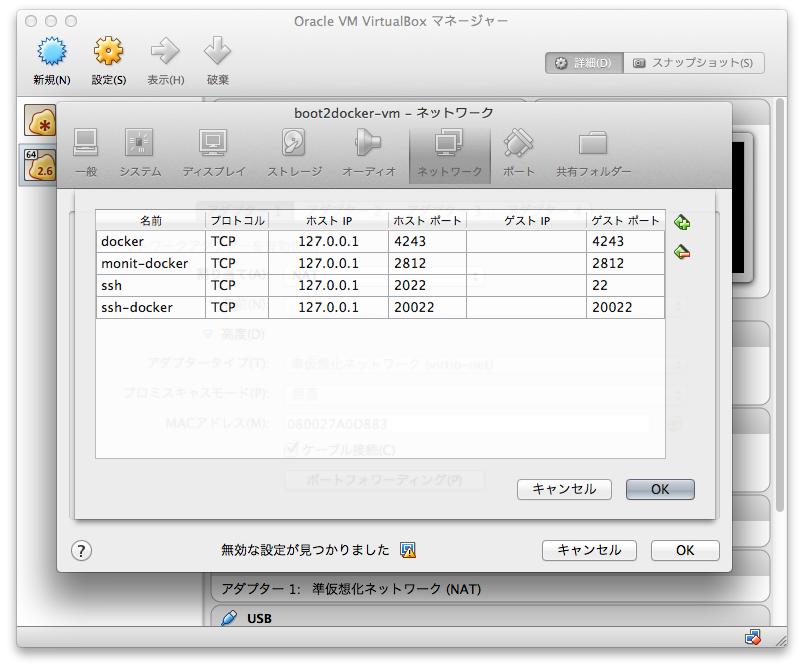 Oracle VM VirtualBox マネージャー
新規(N) 設定(S) 表示(H) 破棄 詳細(D) スナップショット(S)
boot2docker-vm – ネットワーク
64
2.6
一般 システム ディスプレイ ストレージ オーディオ ネットワーク ポート 共有フォルダー
名前 プロトコル ホスト IP ホスト ポート ゲスト IP ゲスト ポート
docker TCP 127.0.0.1 4243 4243
monit-docker TCP 127.0.0.1 2812 2812
ssh TCP 127.0.0.1 2022 22
ssh-docker TCP 127.0.0.1 20022 20022
高度(D)
アダプタータイプ(T): 準仮想化ネットワーク (virtio-net)
プロミスキャスモード(P): 拒否
MACアドレス(M): 080027A0D883
ケーブル接続(C)
ポートフォワーディング(P)
キャンセル OK
? 無効な設定が見つかりました キャンセル OK
アダプター 1: 準仮想化ネットワーク (NAT)
USB